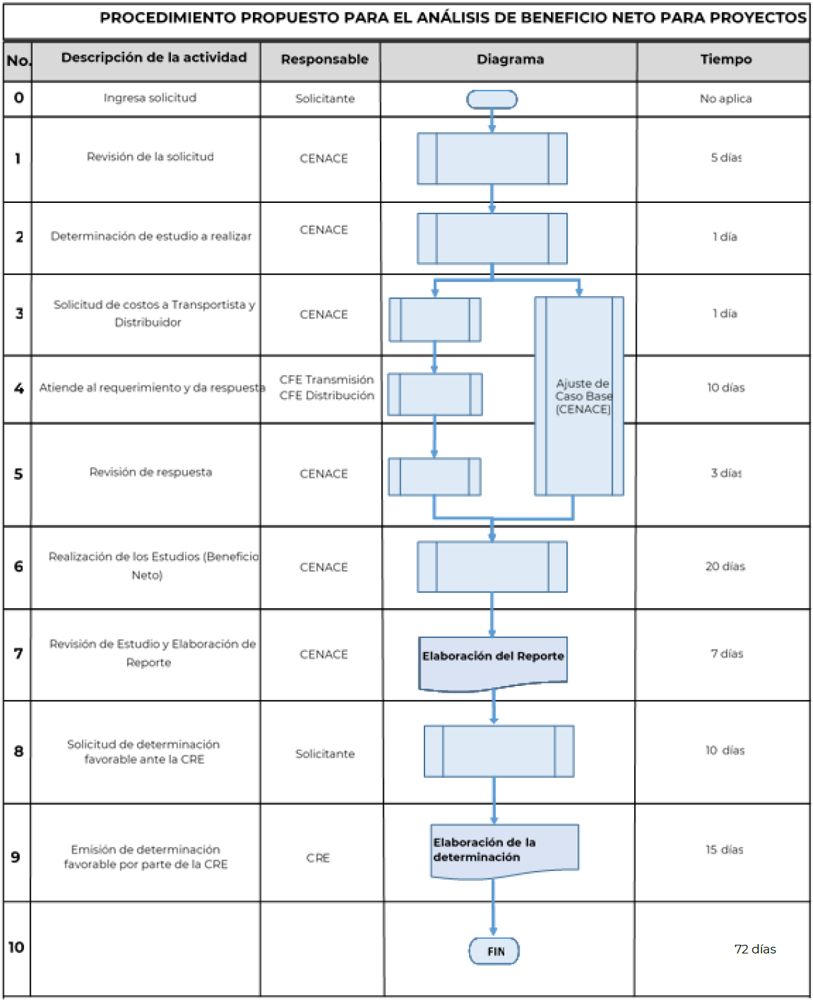 PROCEDIMIENTO PROPUESTO PARA EL ANÁLISIS DE BENEFICIO NETO PARA PROYECTOS
No. Descripción de la actividad Responsable Diagrama Tiempo
0 Ingresa solicitud Solicitante No aplica
1 Revisión de la solicitud CENACE 5 días
2 Determinación de estudio a realizar CENACE 1 día
3 Solicitud de costos a Transportista y
Distribuidor CENACE 1 día
4 Atiende al requerimiento y da respuesta
CFE Transmisión
CFE Distribución
Ajuste de
Caso Base
(CENACE)
10 días
5 Revisión de respuesta CENACE 3 días
6 Realización de los Estudios (Beneficio
Neto) CENACE 20 días
7 Revisión de Estudio y Elaboración de
Reporte CENACE Elaboración del Reporte 7 días
8 Solicitud de determinación
favorable ante la CRE Solicitante 10 días
9 Emisión de determinación
favorable por parte de la CRE CRE
Elaboración de la
determinación
15 días
10 FIN 72 días